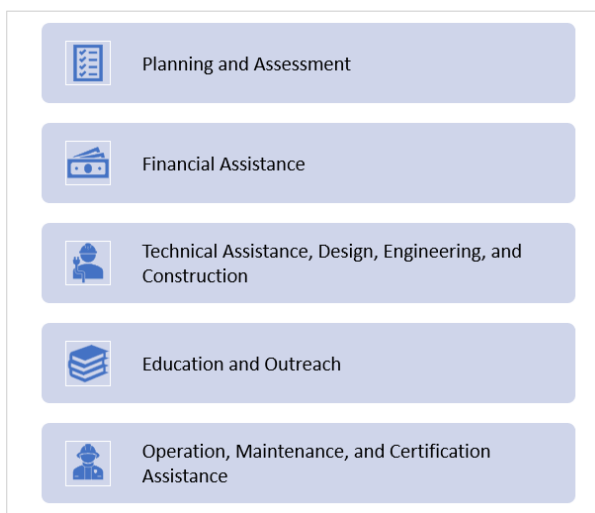 Planning and Assessment
Financial Assistance
Technical Assistance, Design, Engineering, and
Construction
Education and Outreach
Operation, Maintenance, and Certification
Assistance